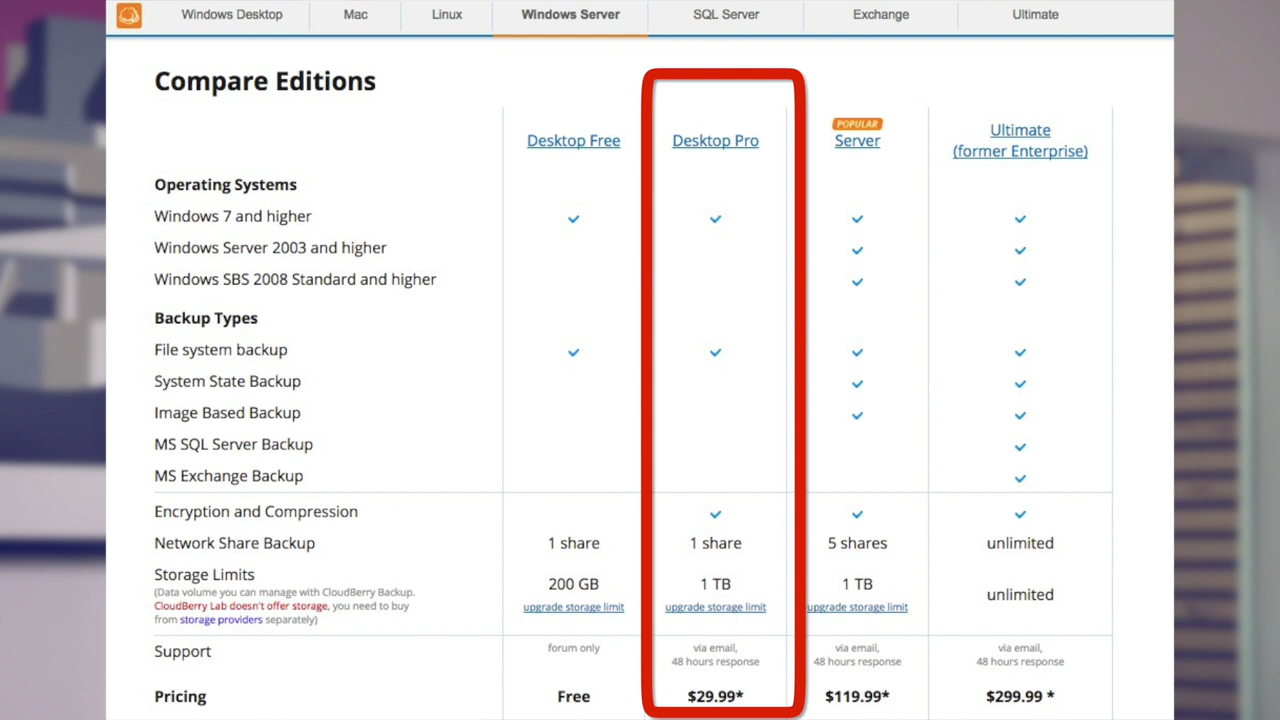 Windows Desktop Mac Linux Windows Server SQL Server Exchange Ultimate
Compare Editions
Desktop Free Desktop Pro POPULAR Server Ultimate
(former Enterprise)
Operating Systems
Windows 7 and higher
Windows Server 2003 and higher
Windows SBS 2008 Standard and higher
Backup Types
File system backup
System State Backup
Image Based Backup
MS SQL Server Backup
MS Exchange Backup
Encryption and Compression
Network Share Backup 1 share 1 share 5 shares unlimited
Storage Limits 200 GB 1 TB 1 TB unlimited
(Data volume you can manage with CloudBerry Backup.
CloudBerry Lab doesn't offer storage, you need to buy
from storage providers separately)
upgrade storage limit upgrade storage limit upgrade storage limit
Support forum only via email, via email, via email,
48 hours response 48 hours response 48 hours response
Pricing Free $29.99* $119.99* $299.99 *